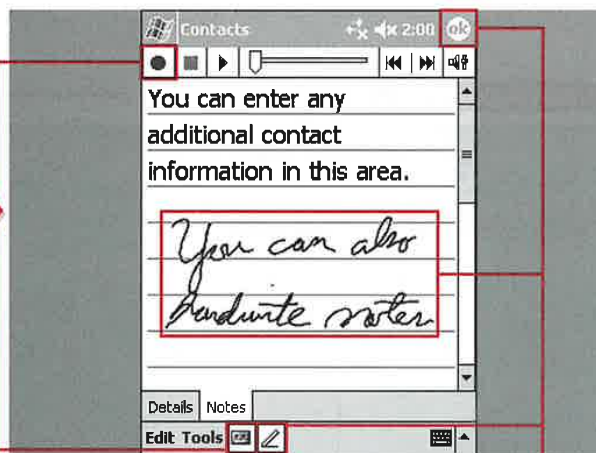 Contacts 2:00 ok
You can enter any
additional contact
information in this area.
You can also
handwrite notes
Details Notes
Edit Tools